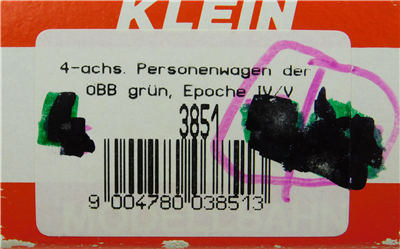 KLEIN
4-achs. Personenwagen der
öBB grün, Epoche IV/V
3851
9 004780 038513